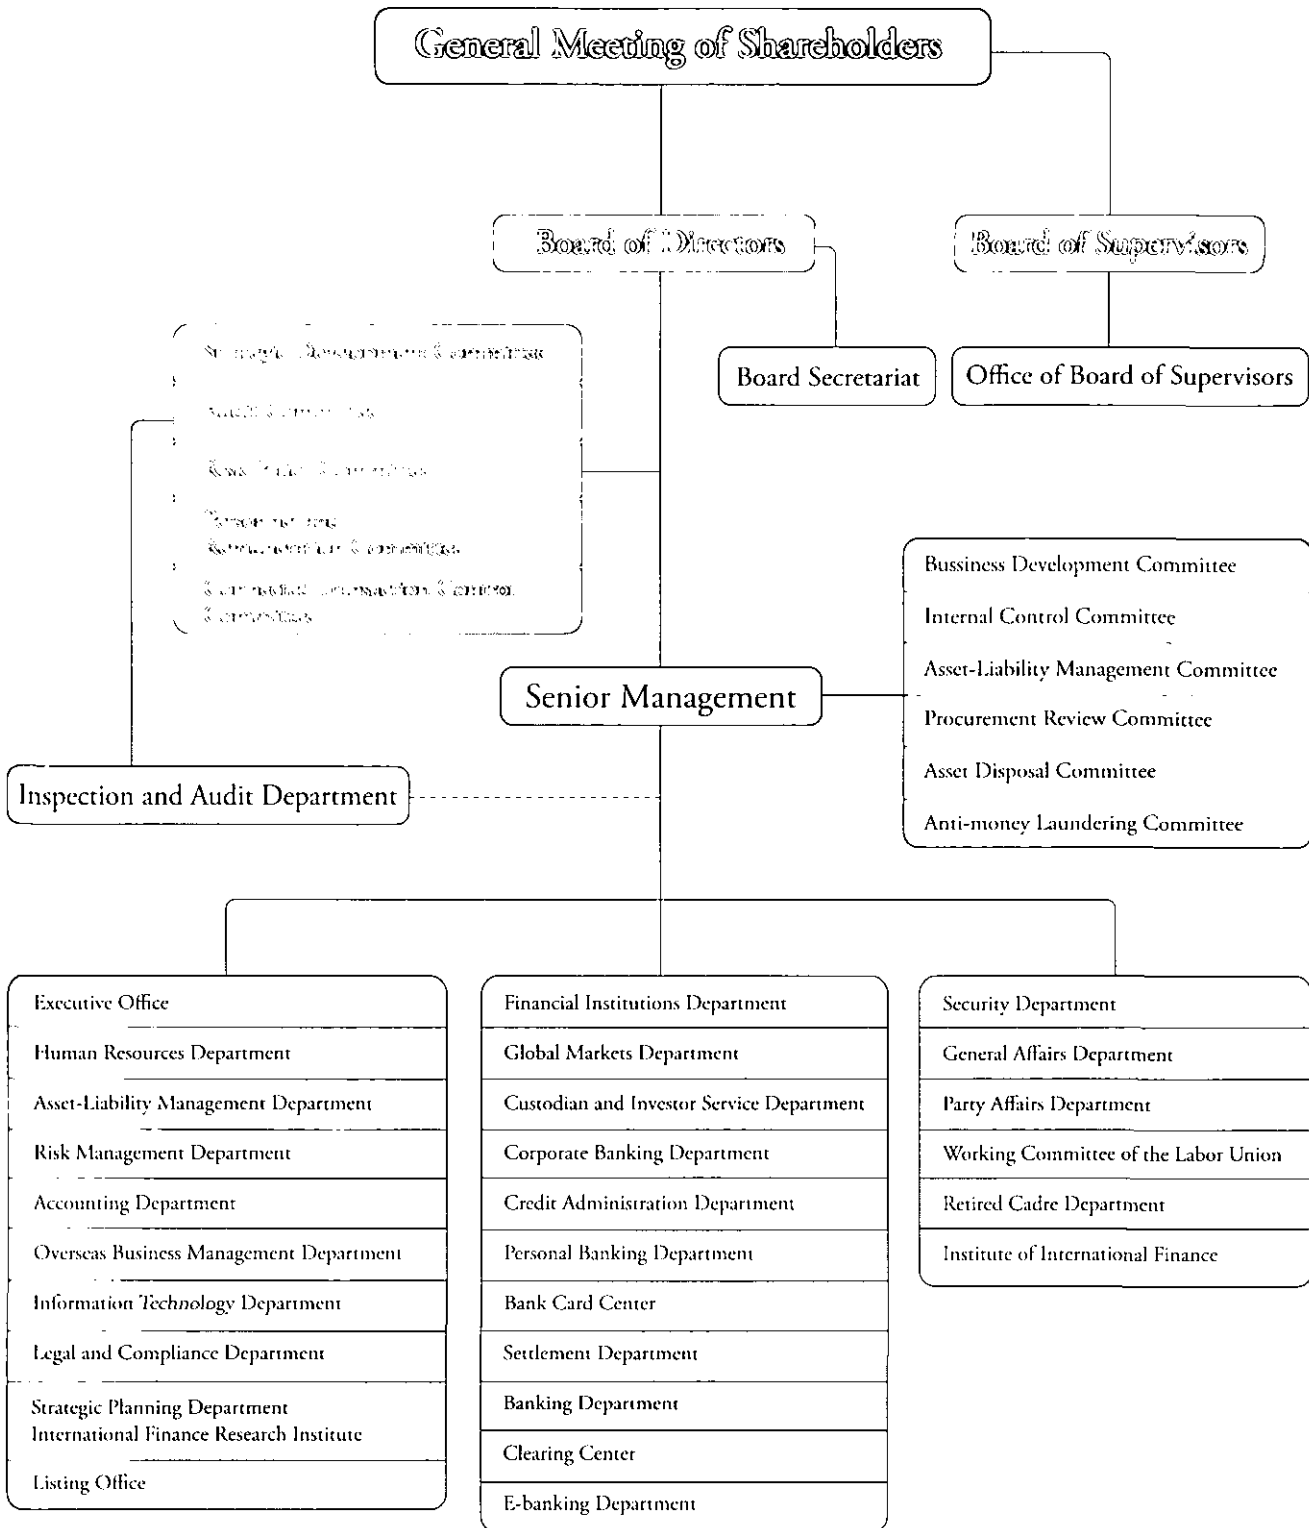 General Meeting of Shareholders
Board of Directors
Board of Supervisors
Committee
Audit Committee
Committee
Committee
Board Secretariat
Office of Board of Supervisors
Bussiness Development Committee
Internal Control Committee
Asset-Liability Management Committee
Procurement Review Committee
Asset Disposal Committee
Anti-money Laundering Committee
Senior Management
Inspection and Audit Department
Executive Office
Human Resources Department
Asset-Liability Management Department
Risk Management Department
Accounting Department
Overseas Business Management Department
Information Technology Department
Legal and Compliance Department
Strategic Planning Department
International Finance Research Institute
Listing Office
Financial Institutions Department
Global Markets Department
Custodian and Investor Service Department
Corporate Banking Department
Credit Administration Department
Personal Banking Department
Bank Card Center
Settlement Department
Banking Department
Clearing Center
E-banking Department
Security Department
General Affairs Department
Party Affairs Department
Working Committee of the Labor Union
Retired Cadre Department
Institute of International Finance